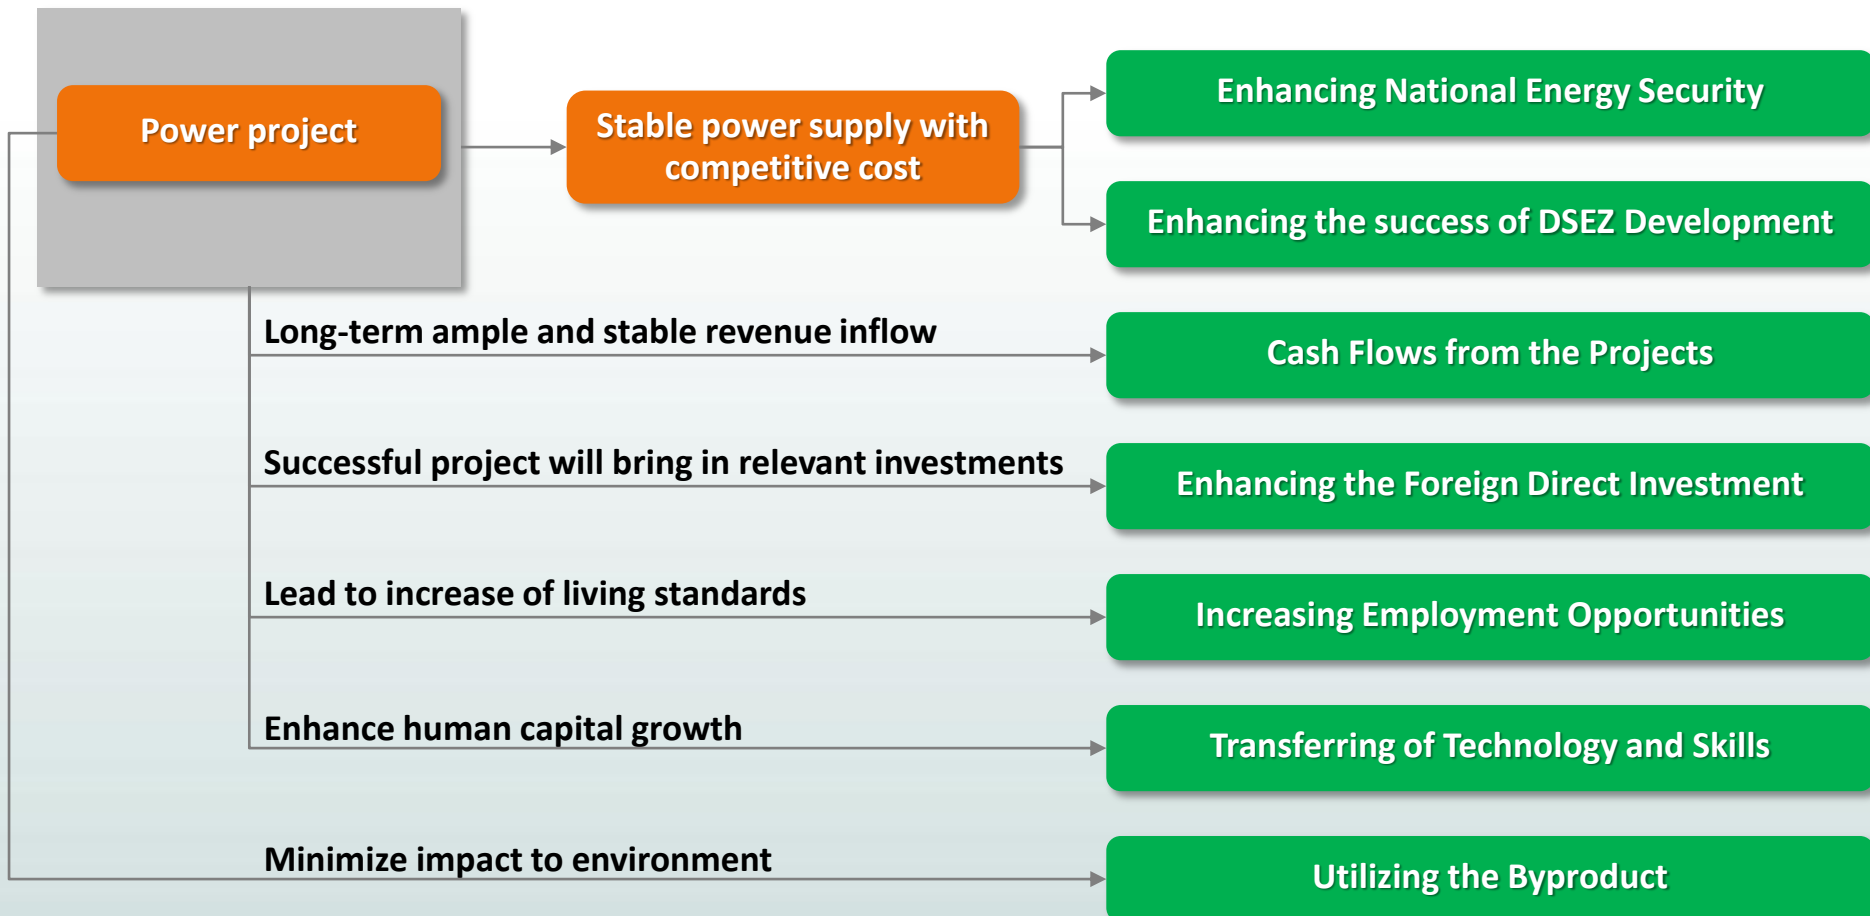 Power project
Stable power supply with
competitive cost
Enhancing National Energy Security
Enhancing the success of DSEZ Development
Long-term ample and stable revenue inflow
Cash Flows from the Projects
Successful project will bring in relevant investments
Enhancing the Foreign Direct Investment
Lead to increase of living standards
Increasing Employment Opportunities
Enhance human capital growth
Transferring of Technology and Skills
Minimize impact to environment
Utilizing the Byproduct